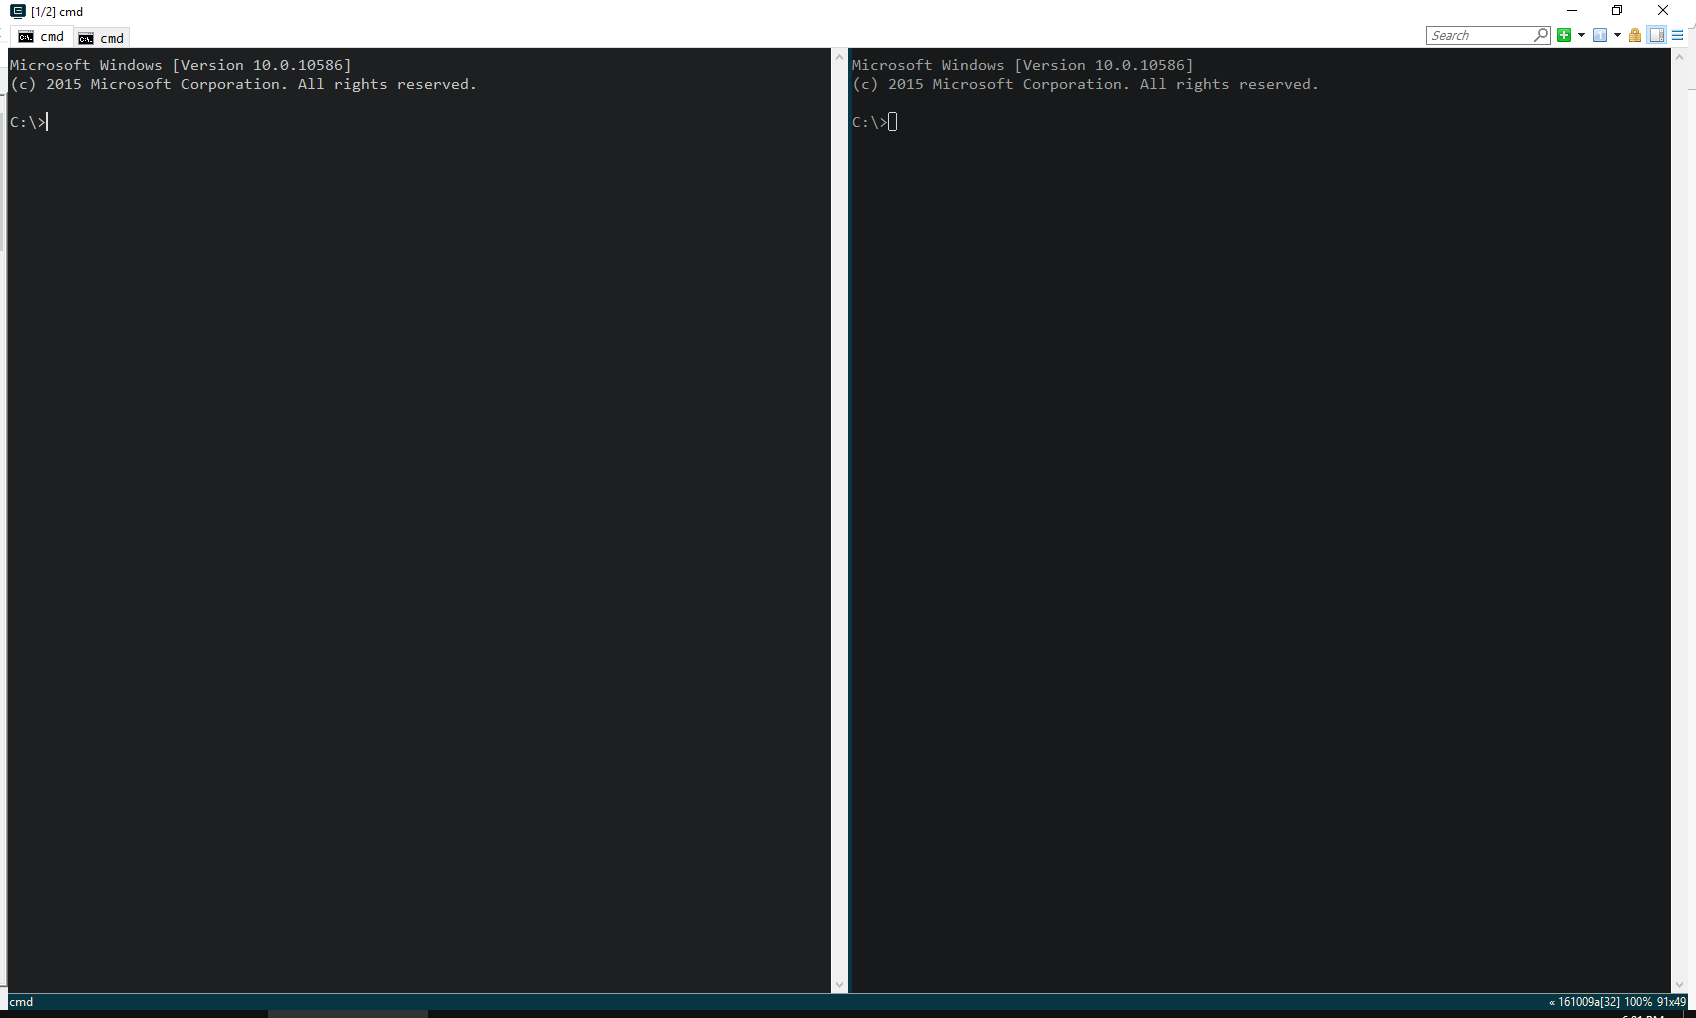 [1/2] cmd
cmd
cmd
Search
Microsoft Windows [Version 10.0.10586]
(c) 2015 Microsoft Corporation. All rights reserved.
C:\>
Microsoft Windows [Version 10.0.10586]
(c) 2015 Microsoft Corporation. All rights reserved.
C:\>
cmd
« 161009a[32] 100% 91x49